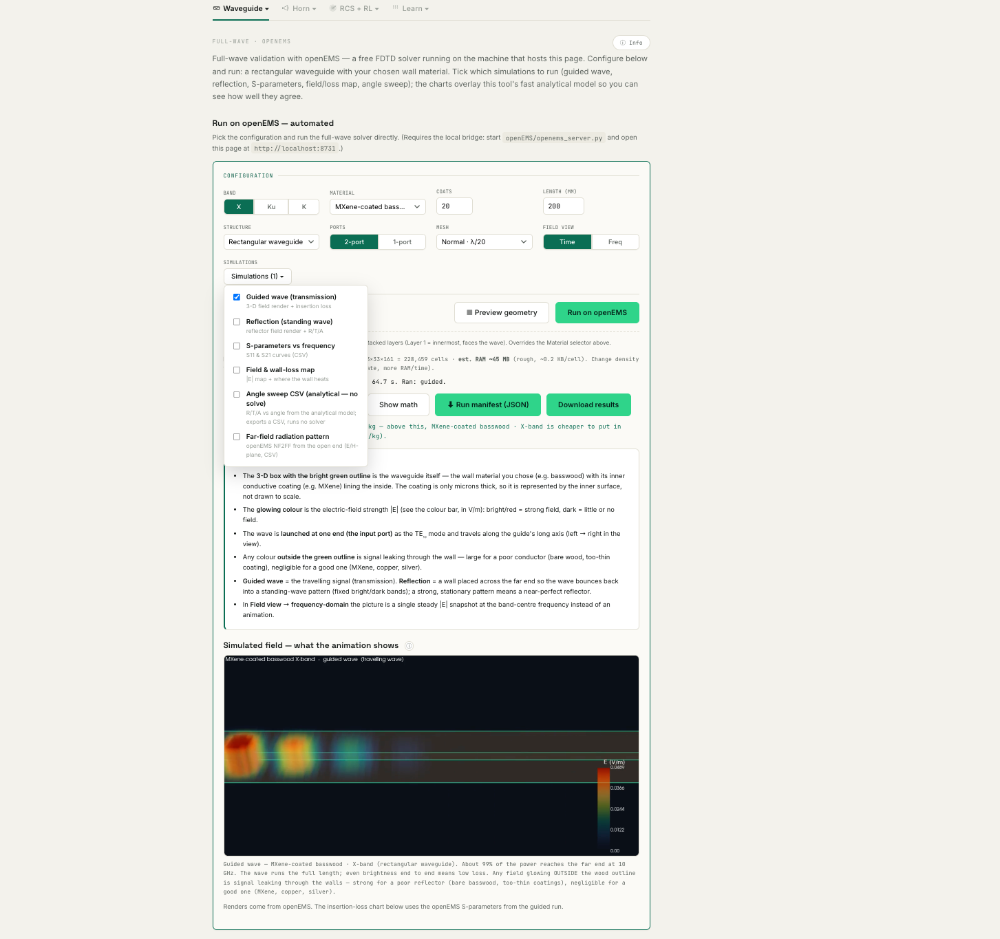 Waveguide Horn RCS + RL Learn
FULL-WAVE · OPENEMS
Info
Full-wave validation with openEMS — a free FDTD solver running on the machine that hosts this page. Configure below
and run: a rectangular waveguide with your chosen wall material. Tick which simulations to run (guided wave,
reflection, S-parameters, field/loss map, angle sweep); the charts overlay this tool's fast analytical model so you can
see how well they agree.
Run on openEMS — automated
Pick the configuration and run the full-wave solver directly. (Requires the local bridge: start openEMS/openems_server.py and open
this page at http://localhost:8731 .)
CONFIGURATION
BAND MATERIAL COATS LENGTH (MM)
X Ku K MXene-coated bass... 20 200
STRUCTURE PORTS MESH FIELD VIEW
Rectangular waveguide 2-port 1-port Normal · λ/20 Time Freq
SIMULATIONS
Simulations (1)
Guided wave (transmission)
3-D field render + insertion loss
Reflection (standing wave)
reflector field render + R/T/A
S-parameters vs frequency
S11 & S21 curves (CSV)
Field & wall-loss map
|E| map + where the wall heats
Angle sweep CSV (analytical — no
solve)
R/T/A vs angle from the analytical model;
exports a CSV, runs no solver
Far-field radiation pattern
openEMS NF2FF from the open end (E/H-
plane, CSV)
Preview geometry Run on openEMS
tacked layers (Layer 1 = innermost, faces the wave). Overrides the Material selector above.
×33×161 = 228,459 cells · est. RAM ~45 MB (rough, ~0.2 KB/cell). Change density
ate, more RAM/time).
64.7 s. Ran: guided.
Show math Run manifest (JSON) Download results
kg — above this, MXene-coated basswood · X-band is cheaper to put in
/kg).
• The 3-D box with the bright green outline is the waveguide itself — the wall material you chose (e.g. basswood) with its inner
conductive coating (e.g. MXene) lining the inside. The coating is only microns thick, so it is represented by the inner surface,
not drawn to scale.
• The glowing colour is the electric-field strength |E| (see the colour bar, in V/m): bright/red = strong field, dark = little or no
field.
• The wave is launched at one end (the input port) as the TE₁₀ mode and travels along the guide's long axis (left → right in the
view).
• Any colour outside the green outline is signal leaking through the wall — large for a poor conductor (bare wood, too-thin
coating), negligible for a good one (MXene, copper, silver).
• Guided wave = the travelling signal (transmission). Reflection = a wall placed across the far end so the wave bounces back
into a standing-wave pattern (fixed bright/dark bands); a strong, stationary pattern means a near-perfect reflector.
• In Field view → frequency-domain the picture is a single steady |E| snapshot at the band-centre frequency instead of an
animation.
Simulated field — what the animation shows
MXene-coated basswood X-band - guided wave (travelling wave)
E (V/m)
0.0489
0.0366
0.0244
0.0122
0.00
Guided wave — MXene-coated basswood · X-band (rectangular waveguide). About 99% of the power reaches the far end at 10
GHz. The wave runs the full length; even brightness end to end means low loss. Any field glowing OUTSIDE the wood outline
is signal leaking through the walls — strong for a poor reflector (bare basswood, too-thin coatings), negligible for a
good one (MXene, copper, silver).
Renders come from openEMS. The insertion-loss chart below uses the openEMS S-parameters from the guided run.